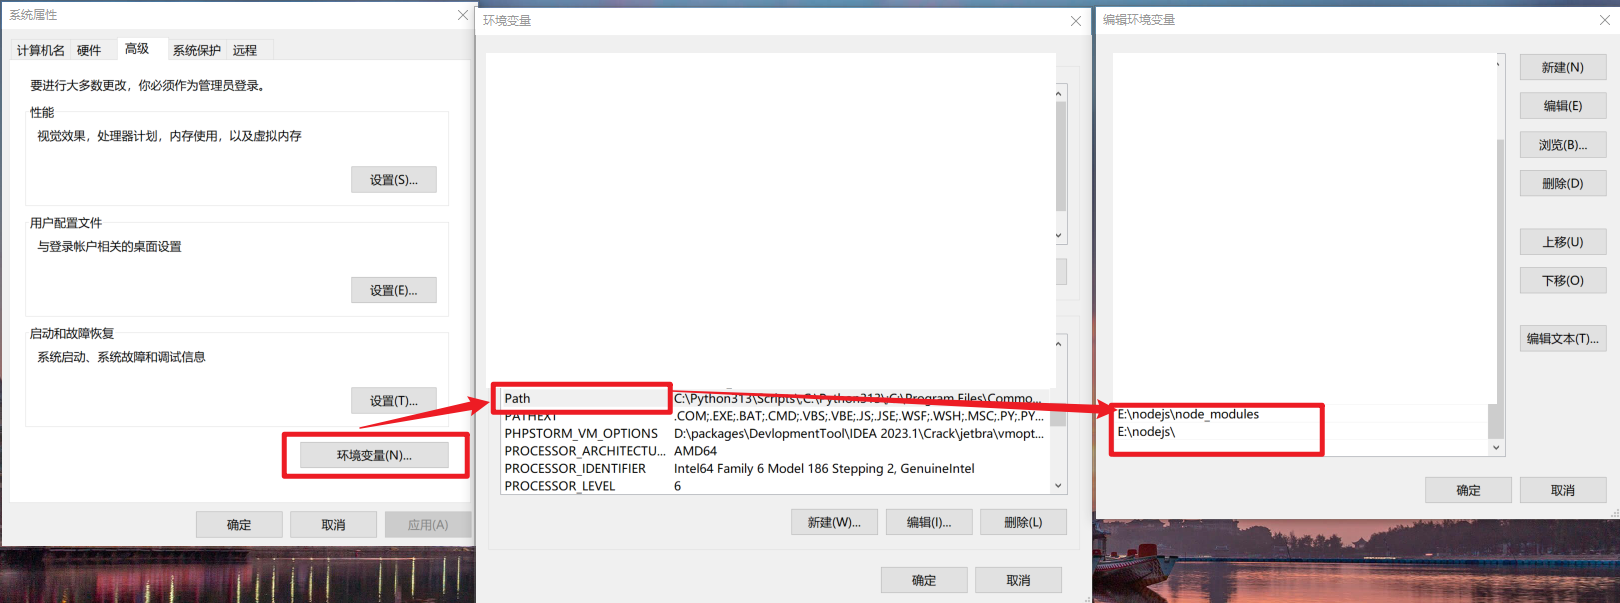 系统属性
计算机名
硬件
高级
系统保护
远程
要进行大多数更改，你必须作为管理员登录。
性能
视觉效果，处理器计划，内存使用，以及虚拟内存
设置(S)...
用户配置文件
与登录帐户相关的桌面设置
设置(E)...
启动和故障恢复
系统启动、系统故障和调试信息
设置(T)...
环境变量(N)...
确定
取消
应用(A)
环境变量
Path
C:\Python313\Scripts\;C:\Python313\;C:\Program Files\Commo...
PATHEXT
.COM;.EXE;.BAT;.CMD;.VBS;.VBE;.JS;.JSE;.WSF;.WSH;.MSC;.PY;.PY...
PHPSTORM_VM_OPTIONS
D:\packages\DevlopmentTool\IDEA 2023.1\Crack\jetbra\vmopt...
PROCESSOR_ARCHITECTU...
AMD64
PROCESSOR_IDENTIFIER
Intel64 Family 6 Model 186 Stepping 2, GenuineIntel
PROCESSOR_LEVEL
6
新建(W)...
编辑(I)...
删除(L)
确定
取消
编辑环境变量
新建(N)
编辑(E)
浏览(B)...
删除(D)
上移(U)
下移(O)
编辑文本(T)...
E:\nodejs\node_modules
E:\nodejs\
确定
取消